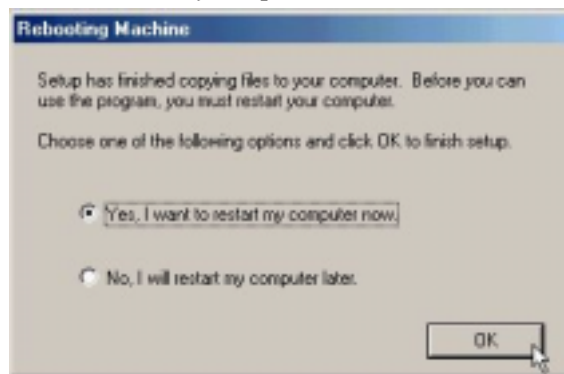 Rebooting Machine
Setup has finished copying files to your computer. Before you can
use the program, you must restart your computer.
Choose one of the following options and click OK to finish setup.
Yes, I want to restart my computer now.
No, I will restart my computer later.
OK